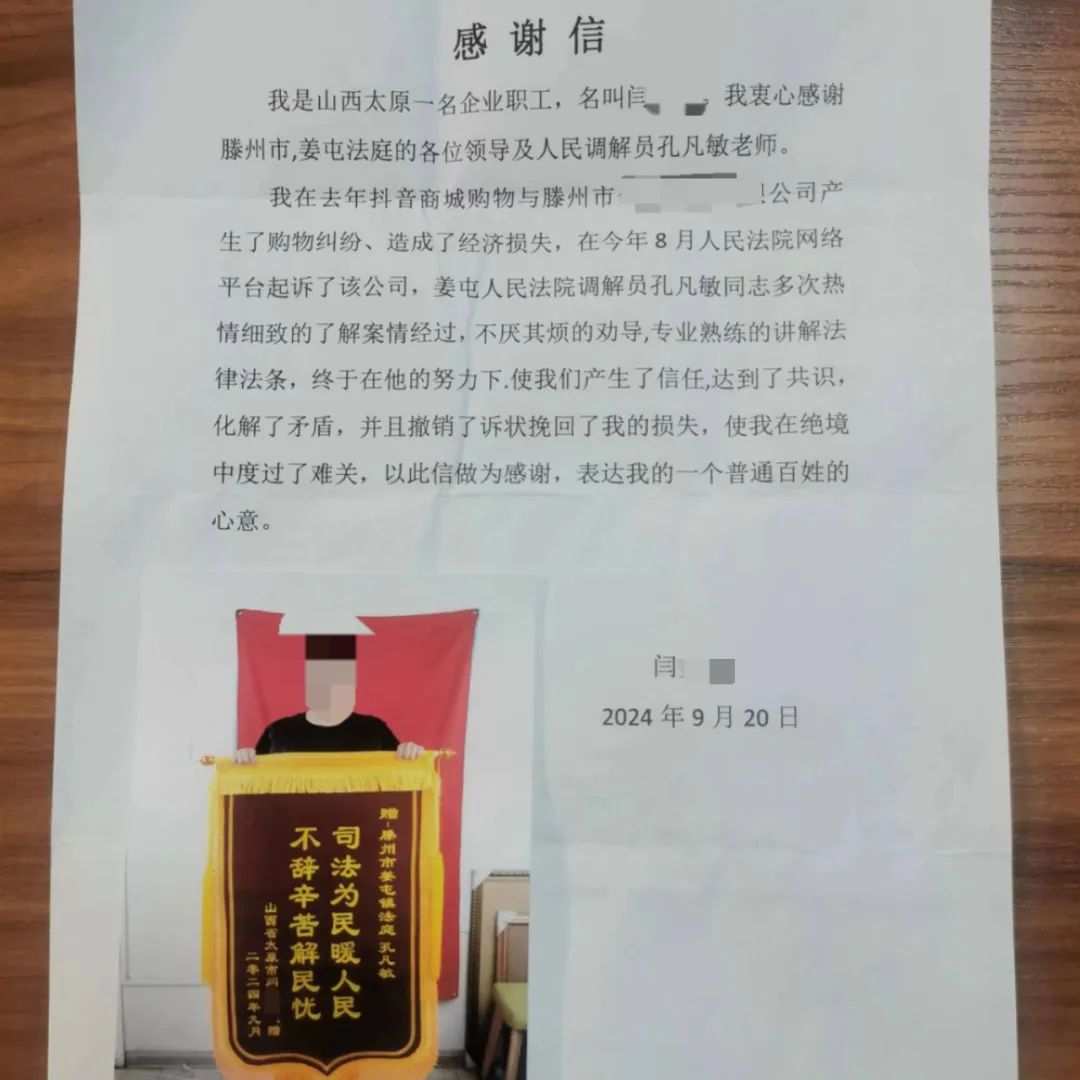 感谢信
我是山西太原一名企业职工，名叫闫 。我衷心感谢
滕州市,姜屯法庭的各位领导及人民调解员孔凡敏老师。
我在去年抖音商城购物与滕州市 公司产
生了购物纠纷、造成了经济损失，在今年8月人民法院网络
平台起诉了该公司，姜屯人民法院调解员孔凡敏同志多次热
情细致的了解案情经过，不厌其烦的劝导,专业熟练的讲解法
律法条，终于在他的努力下.使我们产生了信任,达到了共识，
化解了矛盾，并且撤销了诉状挽回了我的损失，使我在绝境
中度过了难关，以此信做为感谢，表达我的一个普通百姓的
心意。
闫
2024年9月20日
赠:滕州市姜屯镇法庭 孔凡敏
司法为民暖人民
不辞辛苦解民忧
山西省太原市闫 赠
二零二四年九月